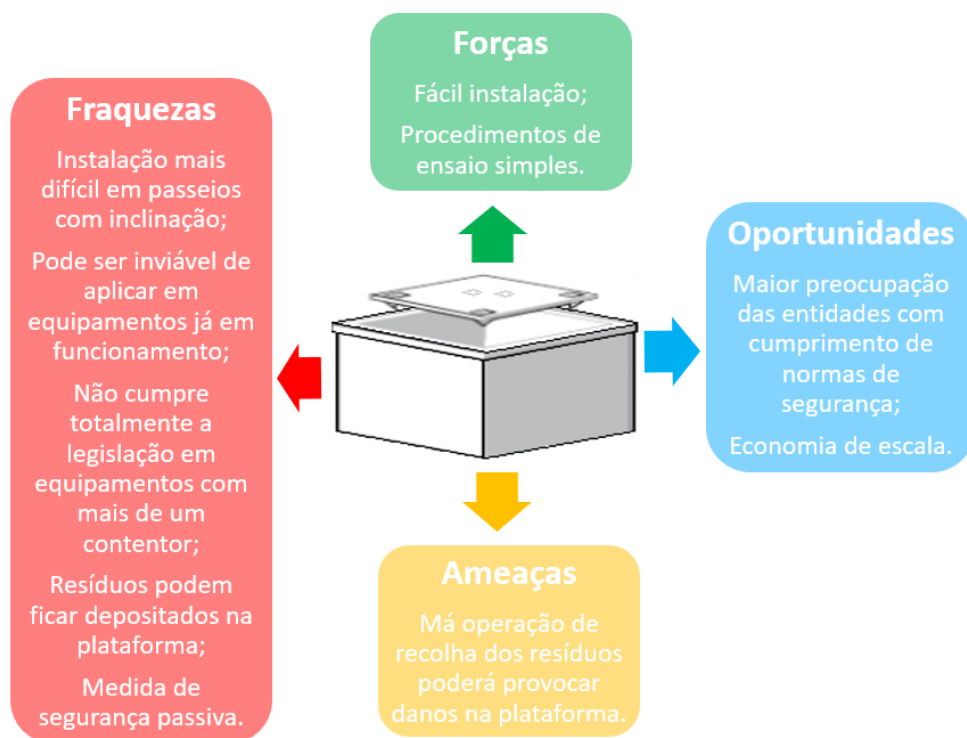 Forças
Fácil instalação;
Procedimentos de
ensaio simples.
Fraquezas
Instalação mais
difícil em passeios
com inclinação;
Pode ser inviável de
aplicar em
equipamentos já em
funcionamento;
Não cumpre
totalmente a
legislação em
equipamentos com
mais de um
contentor;
Resíduos podem
ficar depositados na
plataforma;
Medida de
segurança passiva.
Oportunidades
Maior preocupação
das entidades com
cumprimento de
normas de
segurança;
Economia de escala.
Ameaças
Má operação de
recolha dos resíduos
poderá provocar
danos na plataforma.